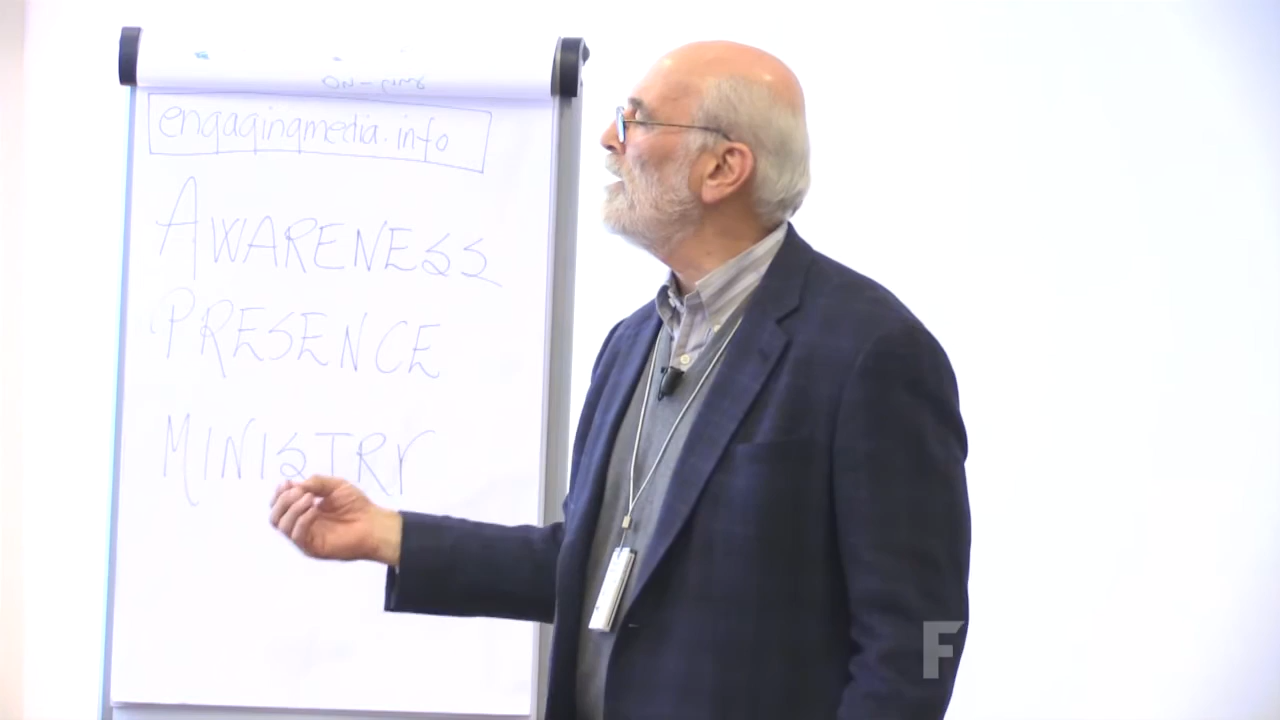 engagingmedia.info
AWARENESS
PRESENCE
MINISTRY
F